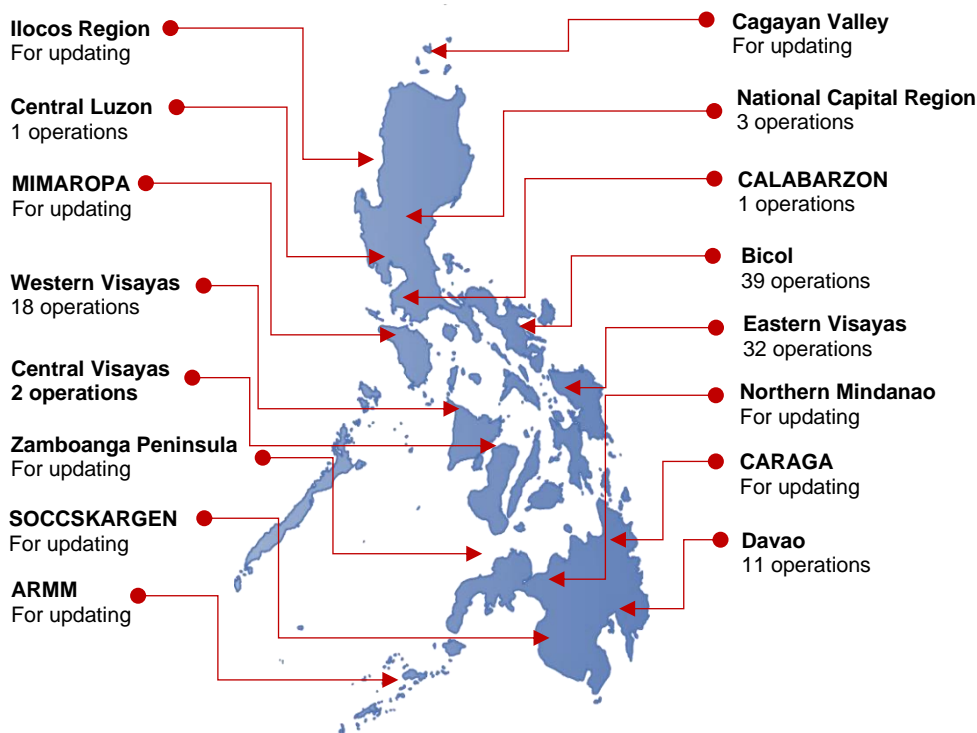 Ilocos Region
For updating
Central Luzon
1 operations
MIMAROPA
For updating
Western Visayas
18 operations
Central Visayas
2 operations
Zamboanga Peninsula
For updating
SOCCSKARGEN
For updating
ARMM
For updating
Cagayan Valley
For updating
National Capital Region
3 operations
CALABARZON
1 operations
Bicol
39 operations
Eastern Visayas
32 operations
Northern Mindanao
For updating
CARAGA
For updating
Davao
11 operations